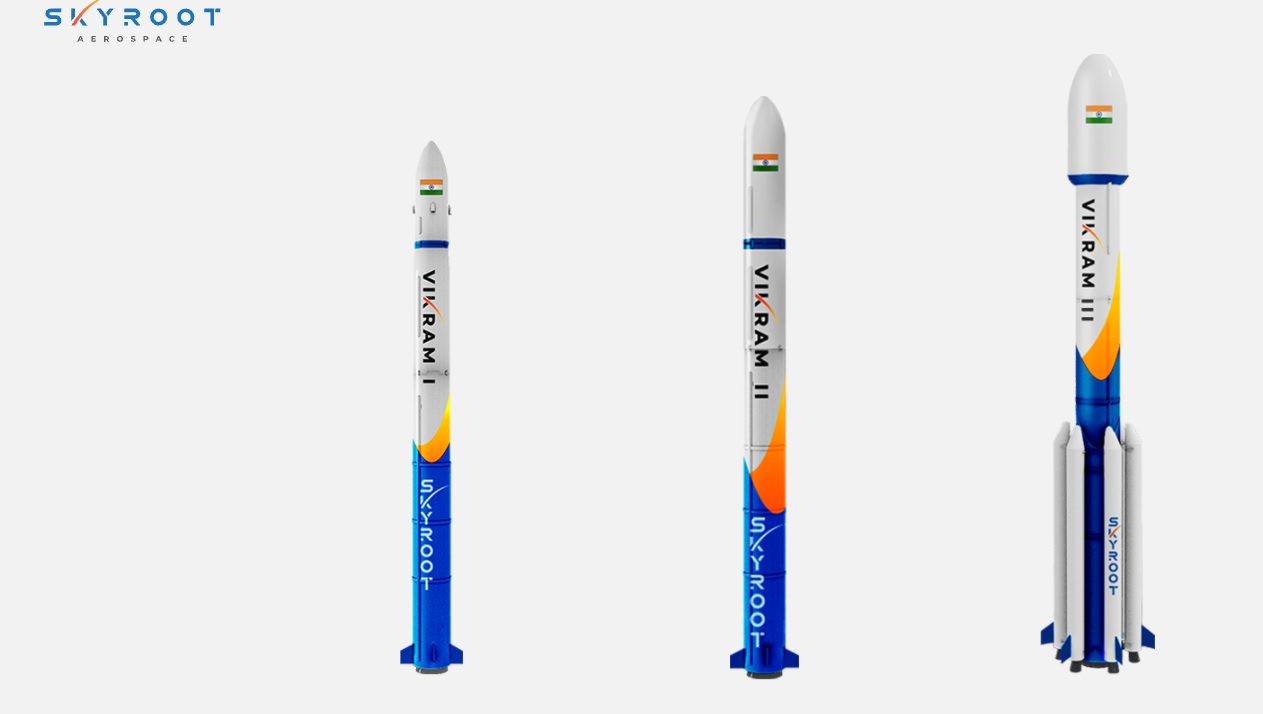 SKYROOT
AEROSPACE
VIKRAM I
SKYROOT
VIKRAM II
SKYROOT
VIKRAM III
SKYROOT